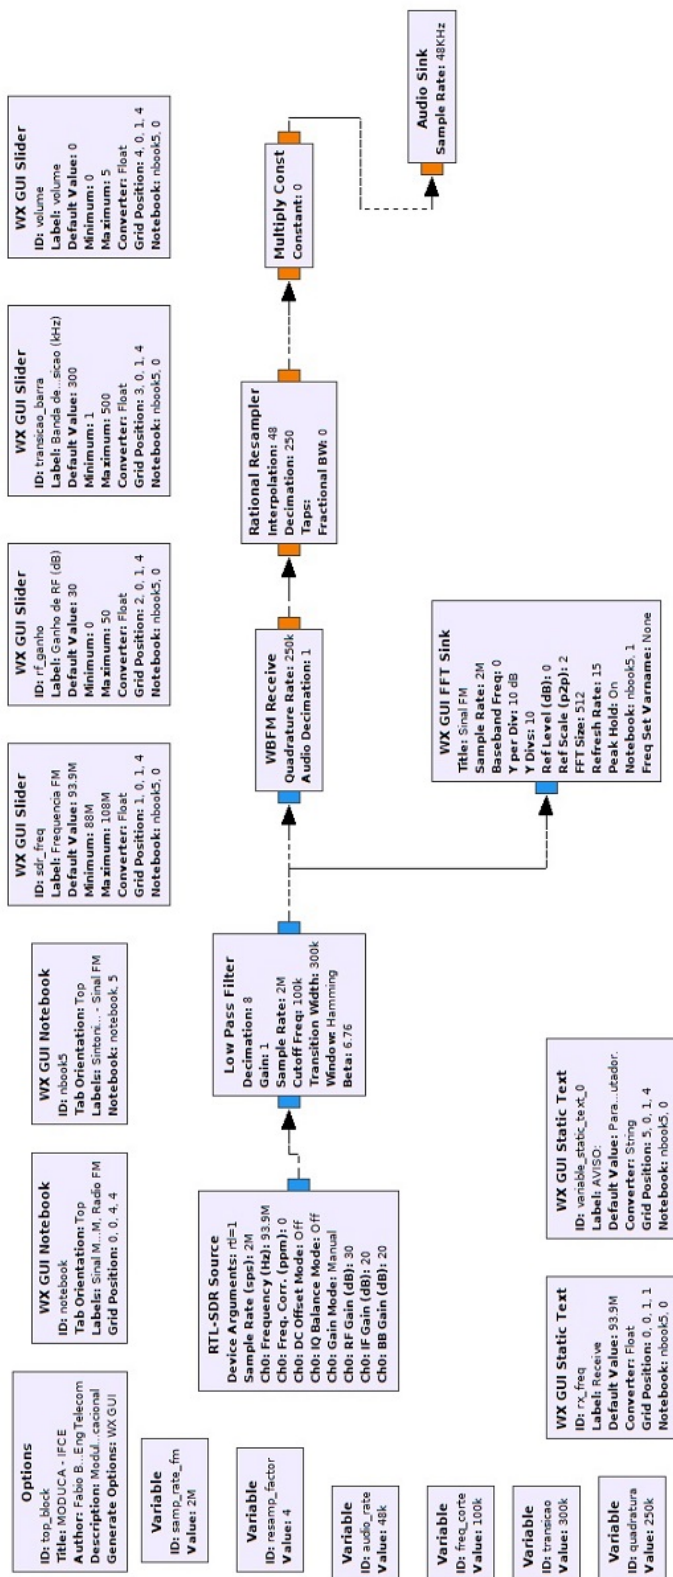 Options
ID: top_block
Title: MODUCA - IFCE
Author: Fabio B...Eng Telecom
Description: Modul...cacional
Generate Options: WX GUI
WX GUI Notebook
ID: notebook
Tab Orientation: Top
Labels: Sinal M...M, Radio FM
Grid Position: 0, 0, 4, 4
WX GUI Notebook
ID: nbook5
Tab Orientation: Top
Labels: Sintoni... - Sinal FM
Notebook: notebook, 5
WX GUI Slider
ID: sdr_freq
Label: Frequencia FM
Default Value: 93.9M
Minimum: 88M
Maximum: 108M
Converter: Float
Grid Position: 1, 0, 1, 4
Notebook: nbook5, 0
WX GUI Slider
ID: rf_ganho
Label: Ganho de RF (dB)
Default Value: 30
Minimum: 0
Maximum: 50
Converter: Float
Grid Position: 2, 0, 1, 4
Notebook: nbook5, 0
WX GUI Slider
ID: transicao_barra
Label: Banda de...sicao (kHz)
Default Value: 300
Minimum: 1
Maximum: 500
Converter: Float
Grid Position: 3, 0, 1, 4
Notebook: nbook5, 0
WX GUI Slider
ID: volume
Label: volume
Default Value: 0
Minimum: 0
Maximum: 5
Converter: Float
Grid Position: 4, 0, 1, 4
Notebook: nbook5, 0
Variable
ID: samp_rate_fm
Value: 2M
Variable
ID: resamp_factor
Value: 4
Variable
ID: audio_rate
Value: 48k
Variable
ID: freq_corte
Value: 100k
Variable
ID: transicao
Value: 300k
Variable
ID: quadratura
Value: 250k
RTL-SDR Source
Device Arguments: rtl=1
Sample Rate (sps): 2M
Ch0: Frequency (Hz): 93.9M
Ch0: Freq. Corr. (ppm): 0
Ch0: DC Offset Mode: Off
Ch0: IQ Balance Mode: Off
Ch0: Gain Mode: Manual
Ch0: RF Gain (dB): 30
Ch0: IF Gain (dB): 20
Ch0: BB Gain (dB): 20
Low Pass Filter
Decimation: 8
Gain: 1
Sample Rate: 2M
Cutoff Freq: 100k
Transition Width: 300k
Window: Hamming
Beta: 6.76
WBFM Receive
Quadrature Rate: 250k
Audio Decimation: 1
Rational Resampler
Interpolation: 48
Decimation: 250
Taps:
Fractional BW: 0
Multiply Const
Constant: 0
Audio Sink
Sample Rate: 48KHz
WX GUI FFT Sink
Title: Sinal FM
Sample Rate: 2M
Baseband Freq: 0
Y per Div: 10 dB
Y Divs: 10
Ref Level (dB): 0
Ref Scale (p2p): 2
FFT Size: 512
Refresh Rate: 15
Peak Hold: On
Notebook: nbook5, 1
Freq Set Varname: None
WX GUI Static Text
ID: rx_freq
Label: Receive
Default Value: 93.9M
Converter: Float
Grid Position: 0, 0, 1, 1
Notebook: nbook5, 0
WX GUI Static Text
ID: variable_static_text_0
Label: AVISO:
Default Value: Para...utador.
Converter: String
Grid Position: 5, 0, 1, 4
Notebook: nbook5, 0